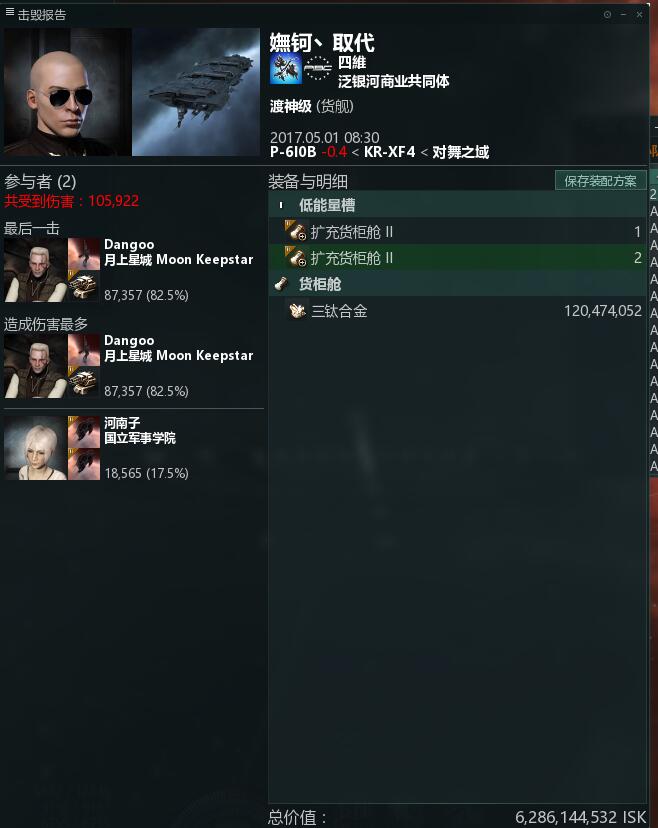 击毁报告
嫵钶丶取代
四維
泛银河商业共同体
渡神级 (货舰)
2017.05.01 08:30
P-6I0B -0.4 < KR-XF4 < 对舞之域
参与者 (2)
共受到伤害：105,922
最后一击
Dangoo
月上星城 Moon Keepstar
87,357 (82.5%)
造成伤害最多
Dangoo
月上星城 Moon Keepstar
87,357 (82.5%)
河南子
国立军事学院
18,565 (17.5%)
装备与明细
保存装配方案
低能量槽
扩充货柜舱 II 1
扩充货柜舱 II 2
货柜舱
三钛合金 120,474,052
总价值： 6,286,144,532 ISK